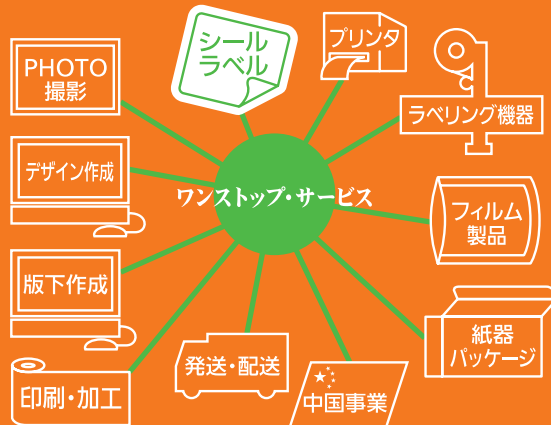 シール
ラベル
プリンタ
PHOTO
撮影
ラベリング機器
デザイン作成
ワンストップ・サービス
フィルム
製品
版下作成
紙器
パッケージ
発送・配送
印刷・加工
中国事業